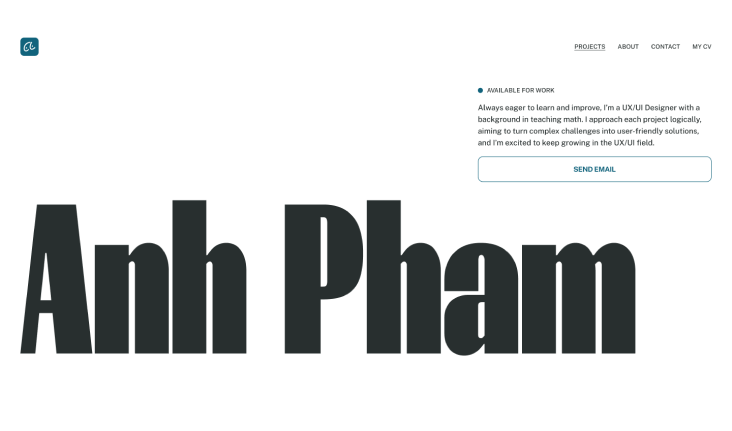 PROJECTS ABOUT CONTACT MY CV
AVAILABLE FOR WORK
Always eager to learn and improve, I'm a UX/UI Designer with a
background in teaching math. I approach each project logically,
aiming to turn complex challenges into user-friendly solutions,
and I'm excited to keep growing in the UX/UI field.
SEND EMAIL
Anh Pham